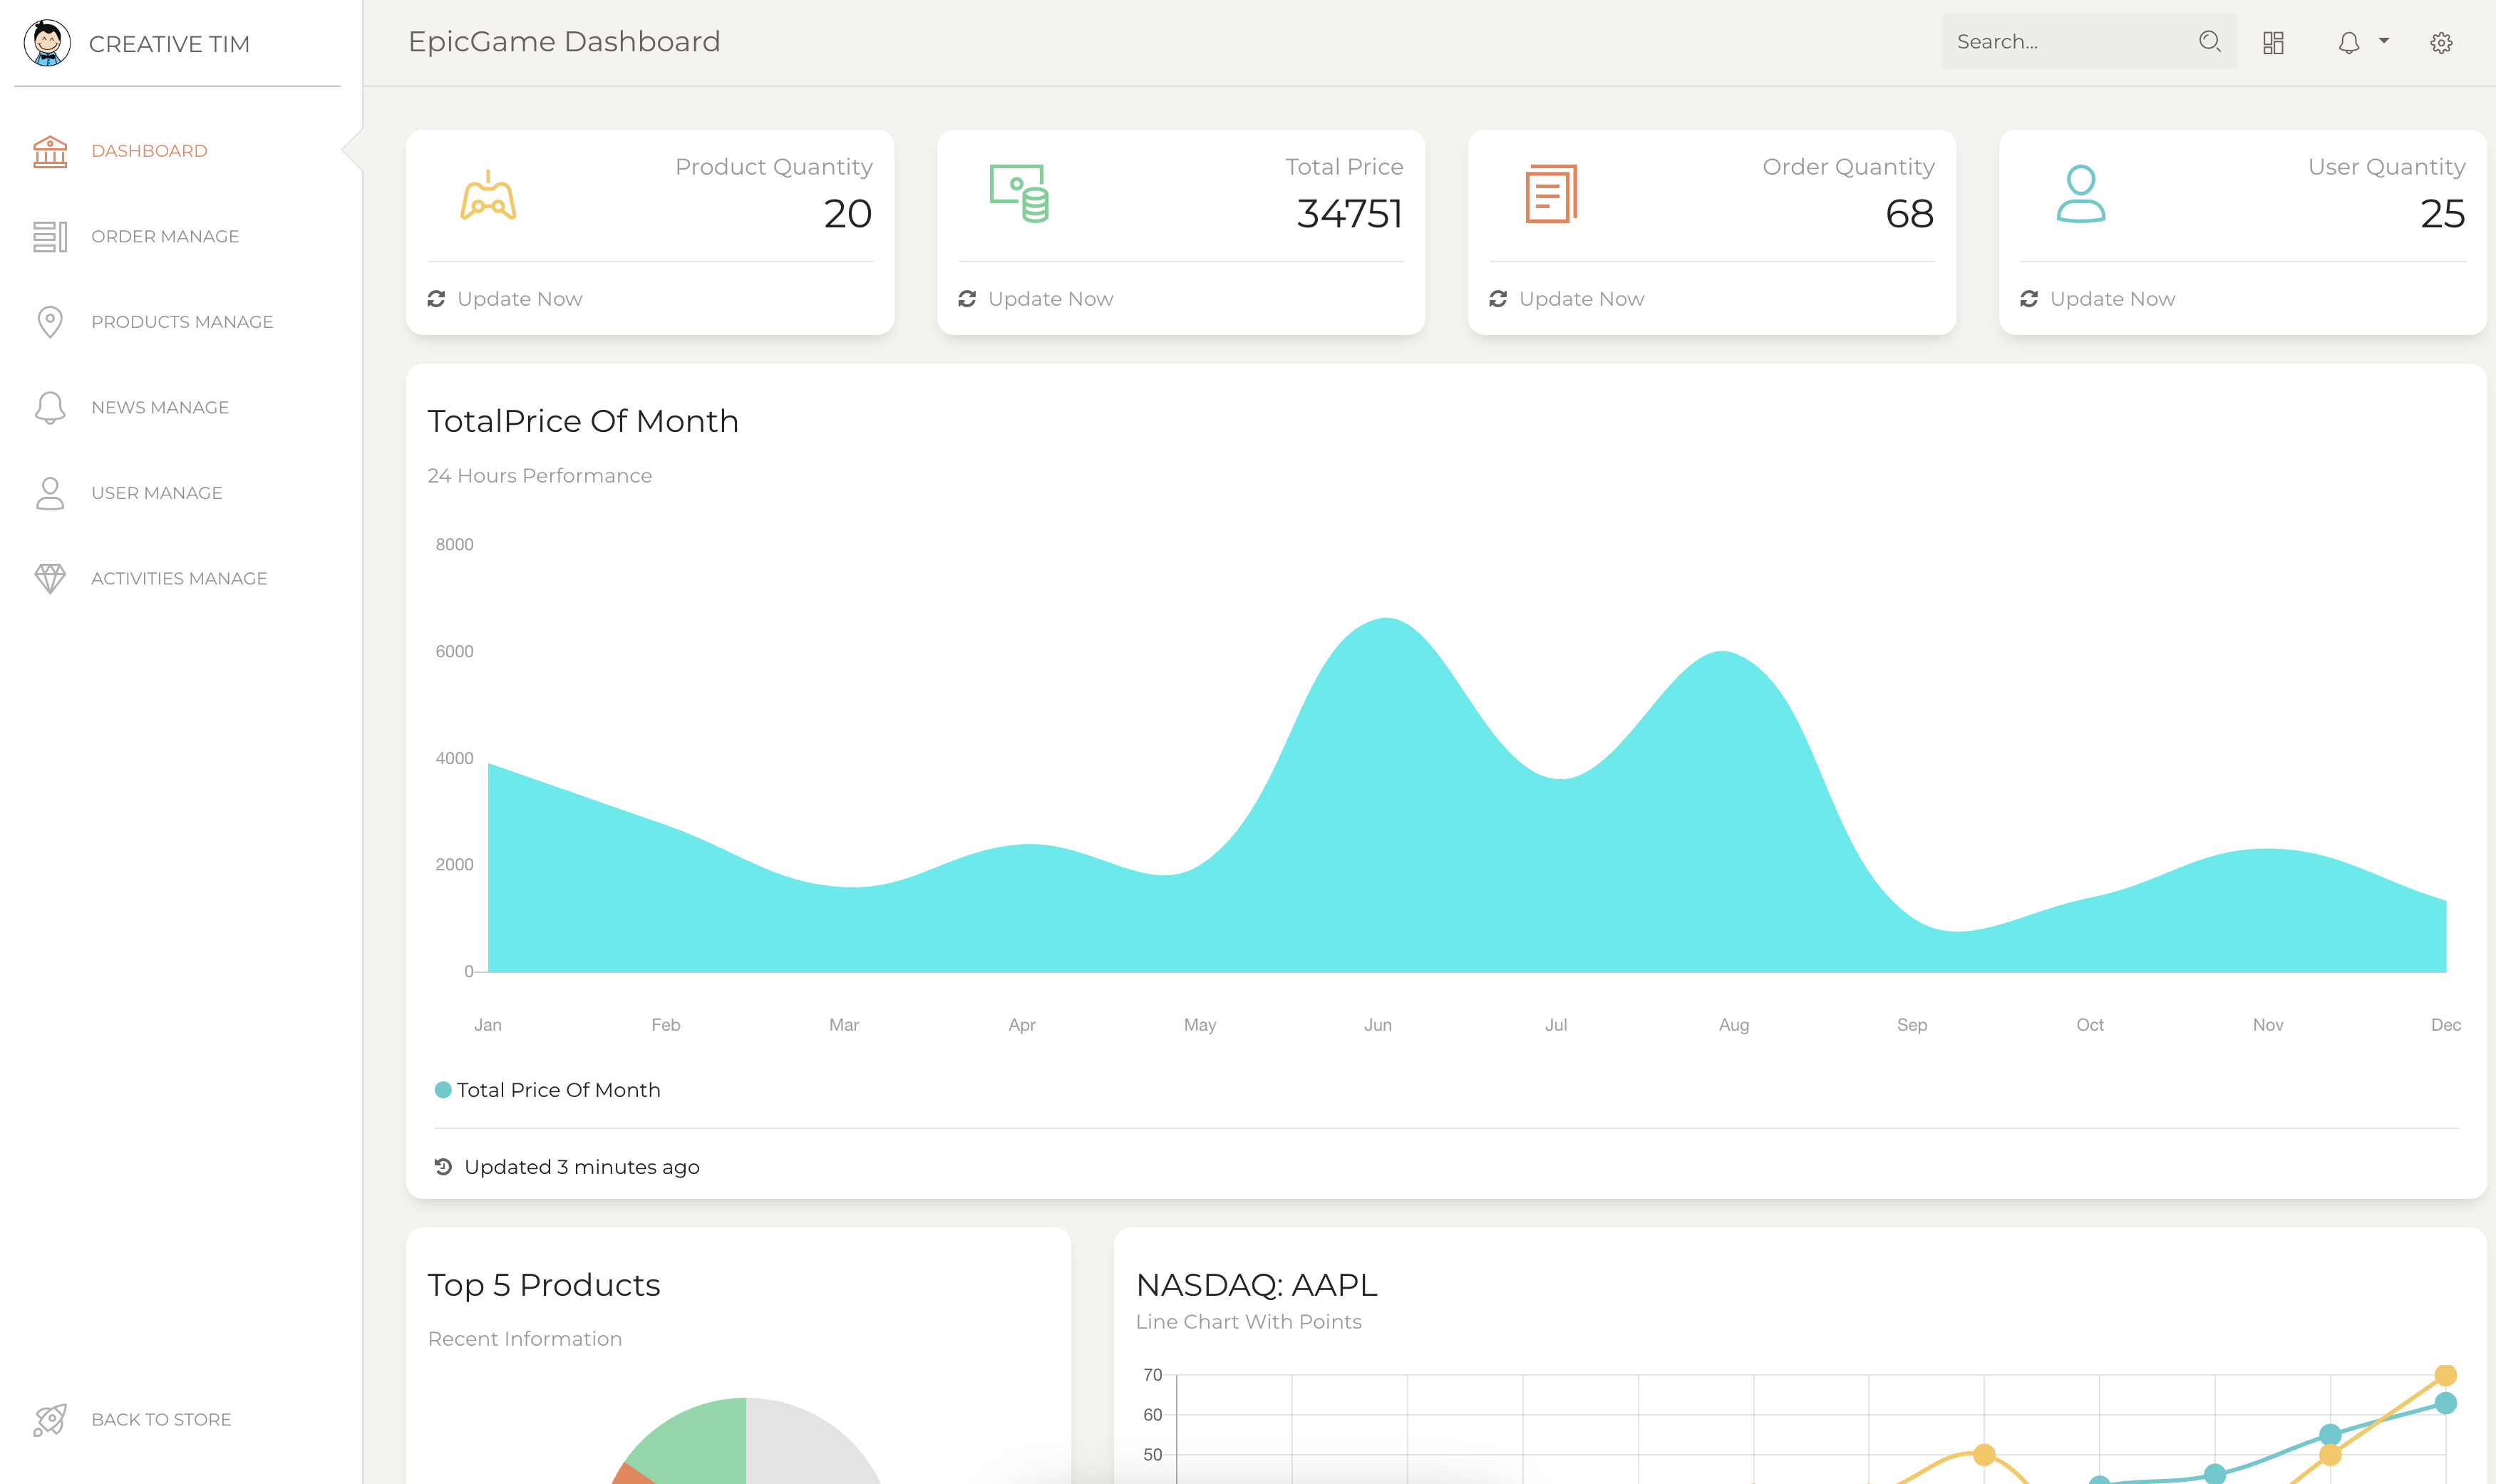 CREATIVE TIM
EpicGame Dashboard
Search...
DASHBOARD
ORDER MANAGE
PRODUCTS MANAGE
NEWS MANAGE
USER MANAGE
ACTIVITIES MANAGE
BACK TO STORE
Product Quantity
20
Update Now
Total Price
34751
Update Now
Order Quantity
68
Update Now
User Quantity
25
Update Now
TotalPrice Of Month
24 Hours Performance
8000
6000
4000
2000
0
Jan Feb Mar Apr May Jun Jul Aug Sep Oct Nov Dec
Total Price Of Month
Updated 3 minutes ago
Top 5 Products
Recent Information
NASDAQ: AAPL
Line Chart With Points
70
60
50